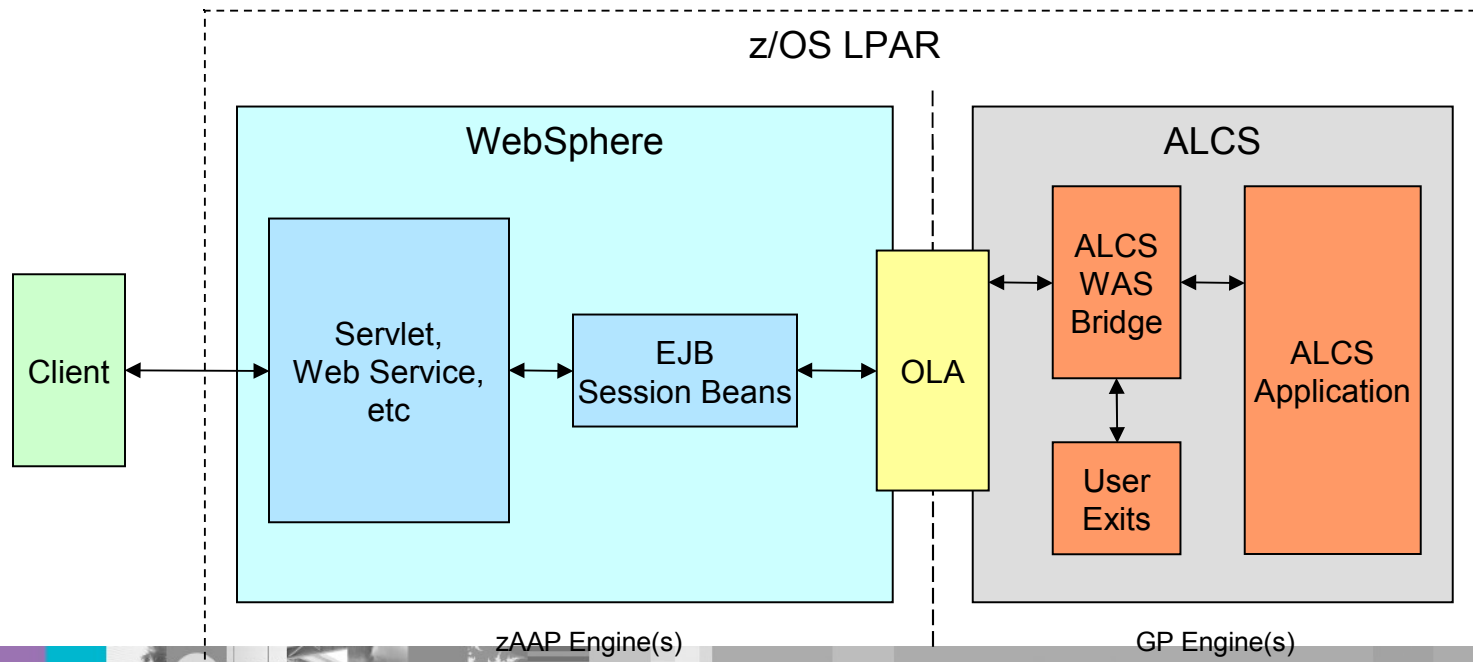 z/OS LPAR
WebSphere
ALCS
Client
Servlet,
Web Service,
etc
EJB
Session Beans
OLA
ALCS
WAS
Bridge
User
Exits
ALCS
Application
zAAP Engine(s)
GP Engine(s)